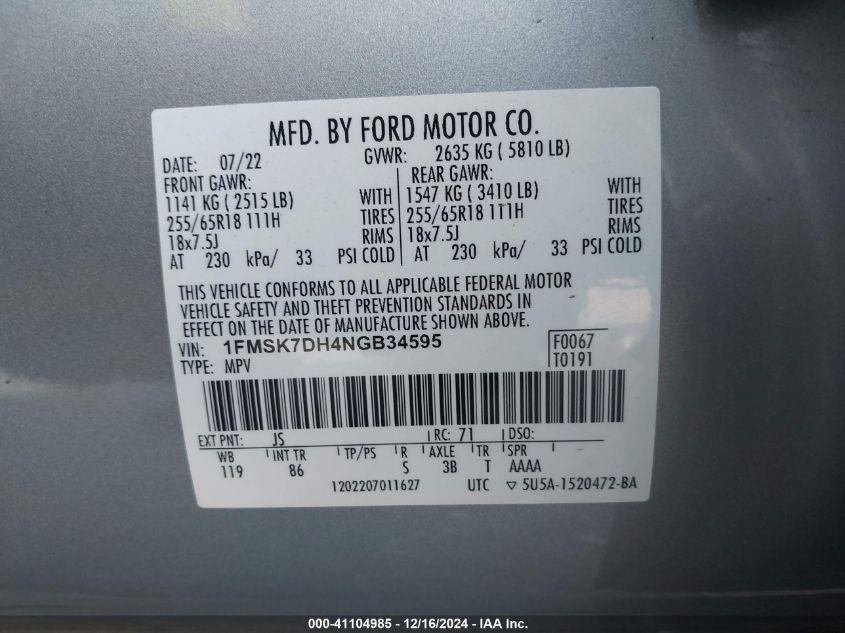 MFD. BY FORD MOTOR CO.
DATE: 07/22 GVWR: 2635 KG ( 5810 LB)
FRONT GAWR: REAR GAWR:
1141 KG ( 2515 LB) WITH 1547 KG ( 3410 LB) WITH
255/65R18 111H TIRES 255/65R18 111H TIRES
18x7.5J RIMS 18x7.5J RIMS
AT 230 kPa/ 33 PSI COLD AT 230 kPa/ 33 PSI COLD
THIS VEHICLE CONFORMS TO ALL APPLICABLE FEDERAL MOTOR
VEHICLE SAFETY AND THEFT PREVENTION STANDARDS IN
EFFECT ON THE DATE OF MANUFACTURE SHOWN ABOVE.
VIN: 1FMSK7DH4NGB34595 F0067
TYPE: MPV T0191
EXT PNT: JS RC: 71 DSO:
WB INT TR TP/PS R AXLE TR SPR
119 86 S 3B T AAAA
1202207011627 UTC ▽ 5U5A-1520472-BA
000-41104985 - 12/16/2024 - IAA Inc.